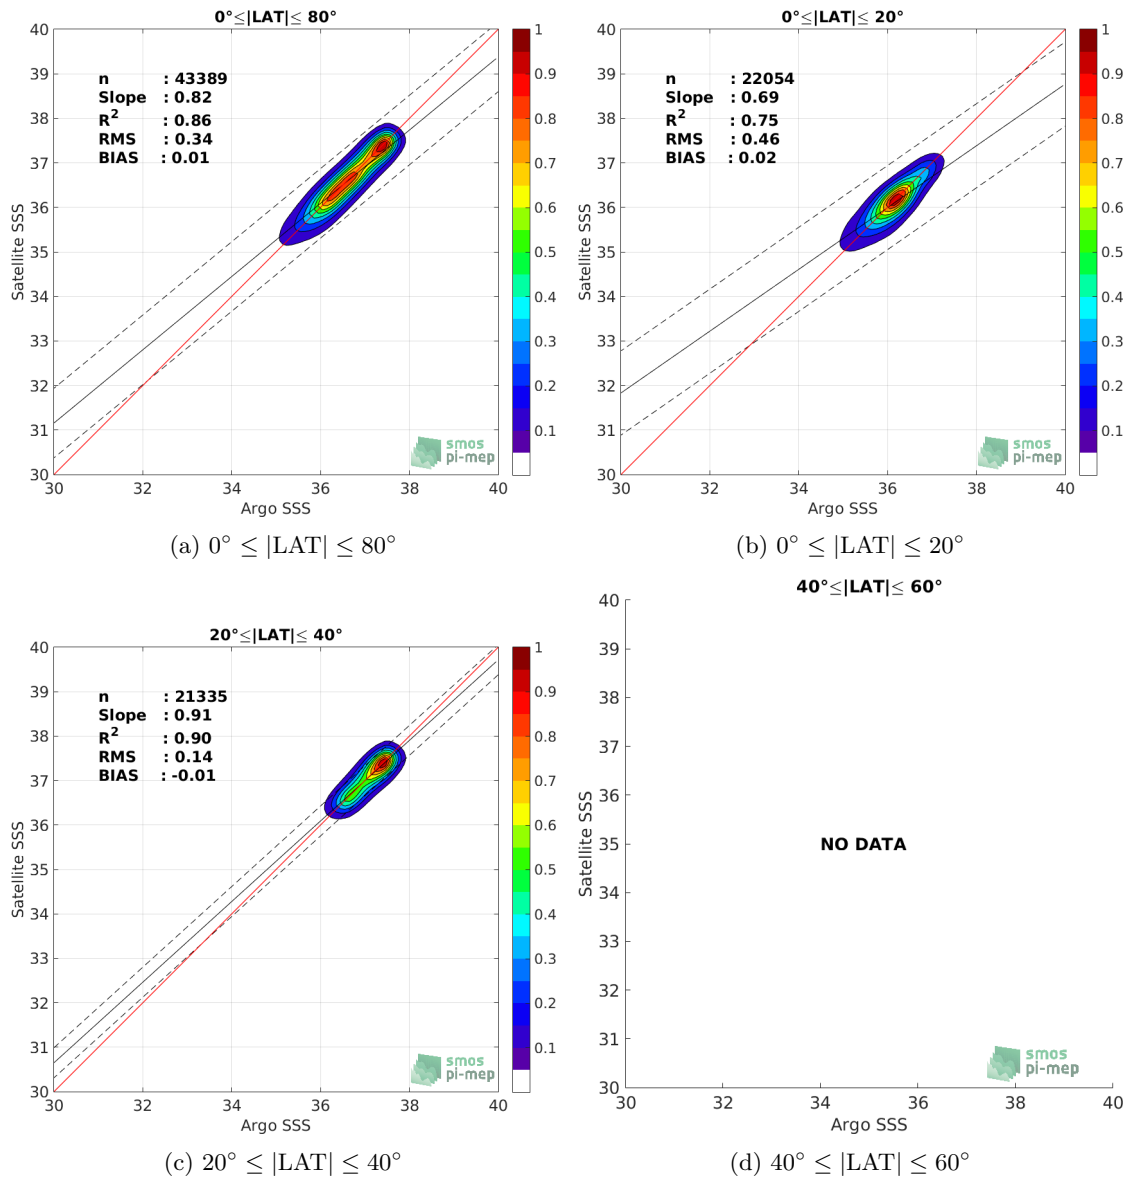 0°≤|LAT|≤ 80°
40
39
38
37
36
35
34
33
32
31
30
Satellite SSS
n : 43389
Slope : 0.82
R2 : 0.86
RMS : 0.34
BIAS : 0.01
smos
pi-mep
30 32 34 36 38 40
Argo SSS
1
0.9
0.8
0.7
0.6
0.5
0.4
0.3
0.2
0.1
(a) 0° ≤ |LAT| ≤ 80°
0°≤|LAT|≤ 20°
40
39
38
37
36
35
34
33
32
31
30
Satellite SSS
n : 22054
Slope : 0.69
R2 : 0.75
RMS : 0.46
BIAS : 0.02
smos
pi-mep
30 32 34 36 38 40
Argo SSS
1
0.9
0.8
0.7
0.6
0.5
0.4
0.3
0.2
0.1
(b) 0° ≤ |LAT| ≤ 20°
20°≤|LAT|≤ 40°
40
39
38
37
36
35
34
33
32
31
30
Satellite SSS
n : 21335
Slope : 0.91
R2 : 0.90
RMS : 0.14
BIAS : -0.01
smos
pi-mep
30 32 34 36 38 40
Argo SSS
1
0.9
0.8
0.7
0.6
0.5
0.4
0.3
0.2
0.1
(c) 20° ≤ |LAT| ≤ 40°
40°≤|LAT|≤ 60°
40
39
38
37
36
35
34
33
32
31
30
Satellite SSS
NO DATA
smos
pi-mep
30 32 34 36 38 40
Argo SSS
(d) 40° ≤ |LAT| ≤ 60°